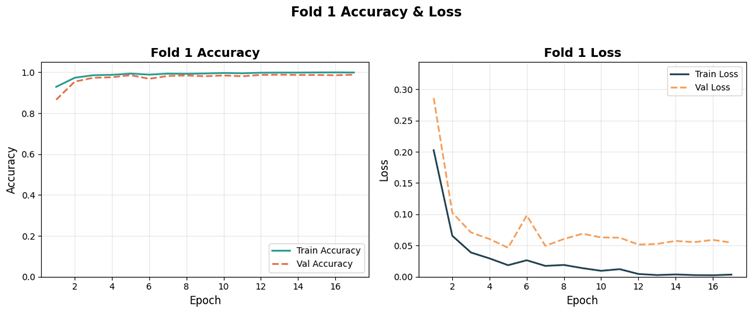 Fold 1 Accuracy & Loss
Fold 1 Accuracy
1.0
0.8
0.6
0.4
0.2
0.0
Accuracy
2 4 6 8 10 12 14 16
Epoch
Train Accuracy
Val Accuracy
Fold 1 Loss
0.30
0.25
0.20
0.15
0.10
0.05
0.00
Loss
2 4 6 8 10 12 14 16
Epoch
Train Loss
Val Loss